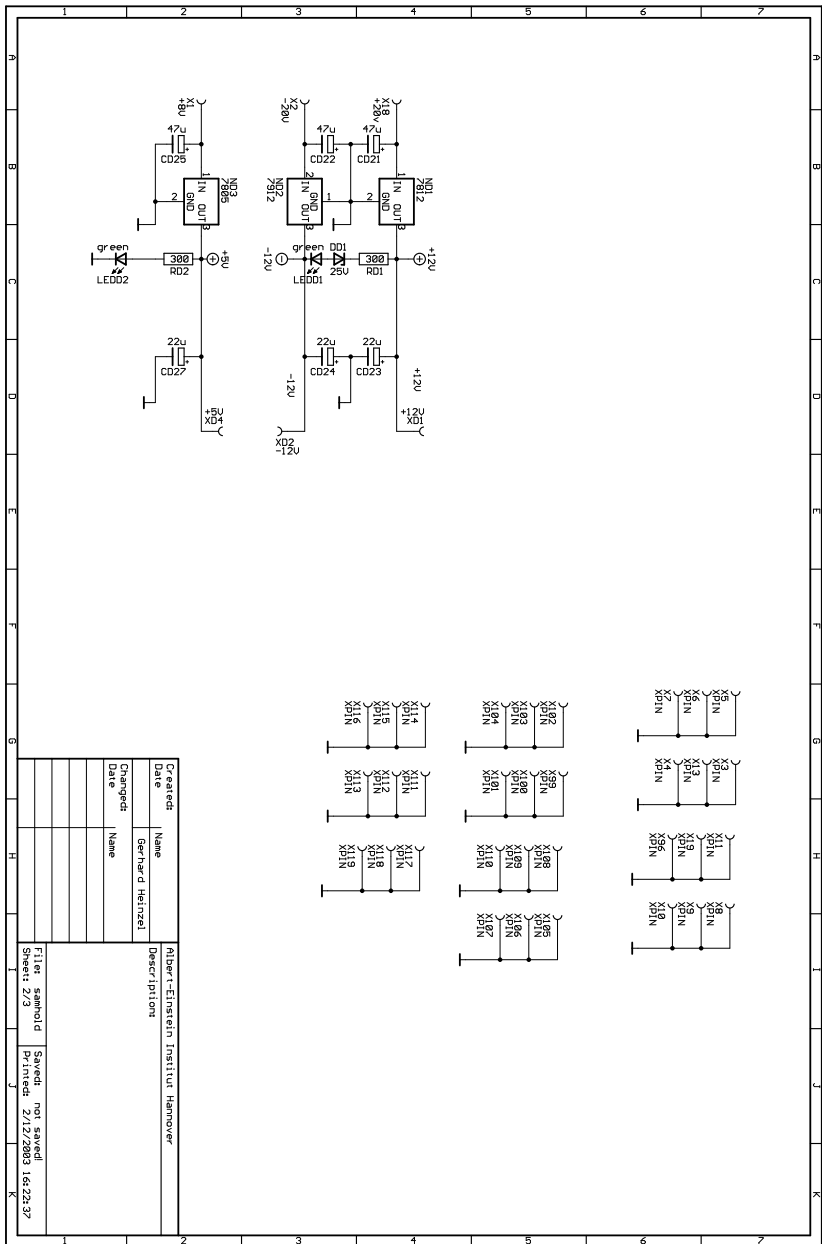 1 2 3 4 5 6 7
A B C D E F G H I J K
X1
+8V
47u
CD25
ND3
7805
1 IN
GND 2
OUT 3
+5V
green
LEDD2
300
RD2
22u
CD27
+5V
XD4
X2
-20V
47u
CD22
ND2
7912
2 IN
GND 1
OUT 3
-12V
green
LEDD1
DD1
25V
22u
CD24
-12V
XD2
-12V
X18
+20v
47u
CD21
ND1
7812
1 IN
GND 2
OUT 3
+12V
300
RD1
22u
CD23
+12V
+12V
XD1
X5
XPIN
X6
XPIN
X7
XPIN
X3
XPIN
X13
XPIN
X4
XPIN
X11
XPIN
X19
XPIN
X96
XPIN
X8
XPIN
X9
XPIN
X10
XPIN
X102
XPIN
X103
XPIN
X104
XPIN
X99
XPIN
X100
XPIN
X101
XPIN
X108
XPIN
X109
XPIN
X110
XPIN
X105
XPIN
X106
XPIN
X107
XPIN
X114
XPIN
X115
XPIN
X116
XPIN
X111
XPIN
X112
XPIN
X113
XPIN
X117
XPIN
X118
XPIN
X119
XPIN
Created:
Date Name
Gerhard Heinzel
Changed:
Date Name
Albert-Einstein Institut Hannover
Description:
File: samhold
Sheet: 2/3
Saved: not saved!
Printed: 2/12/2003 16:22:37
A B C D E F G H I J K
1 2 3 4 5 6 7